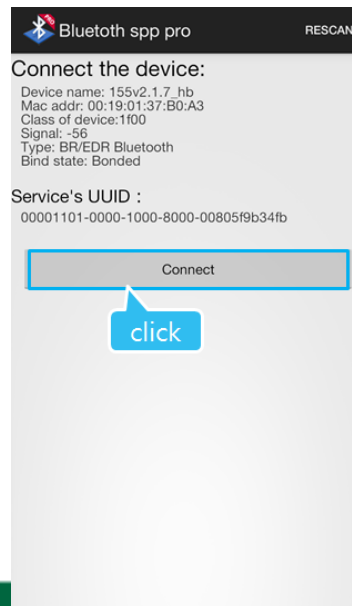 Bluetoth spp pro
RESCAN
Connect the device:
Device name: 155v2.1.7_hb
Mac addr: 00:19:01:37:B0:A3
Class of device:1f00
Signal: -56
Type: BR/EDR Bluetooth
Bind state: Bonded
Service's UUID :
00001101-0000-1000-8000-00805f9b34fb
Connect
click